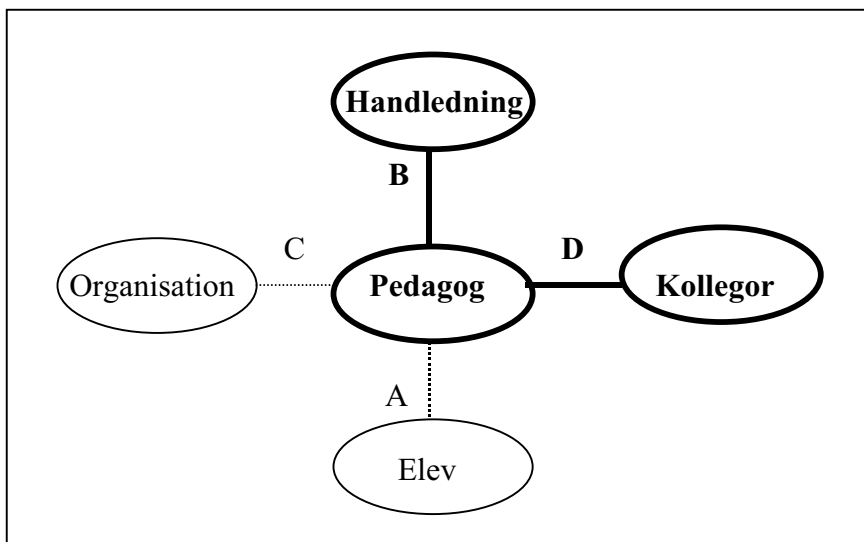 Handledning
B
C
D
Organisation
Pedagog
Kollegor
A
Elev